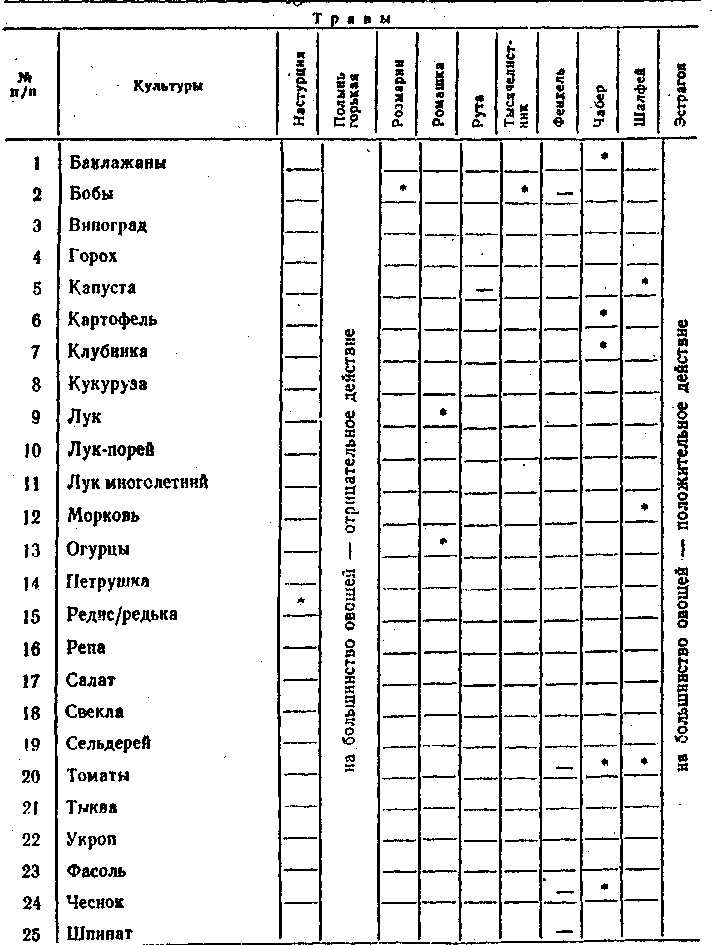 Травы
№ п/п
Культуры
Настурция
Полынь горькая
Розмарин
Ромашка
Рута
Тысячелист-
ник
Фенхель
Чабер
Шалфей
Эстрагон
1 Баклажаны *
2 Бобы * * —
3 Виноград
4 Горох
5 Капуста — *
6 Картофель *
7 Клубника *
8 Кукуруза
9 Лук *
10 Лук-порей
11 Лук многолетний
12 Морковь *
13 Огурцы *
14 Петрушка
15 Редис/редька *
16 Репа
17 Салат
18 Свекла
19 Сельдерей
20 Томаты — * *
21 Тыква
22 Укроп
23 Фасоль
24 Чеснок — *
25 Шпинат —
на большинство овощей — отрицательное действие
на большинство овощей — положительное действие